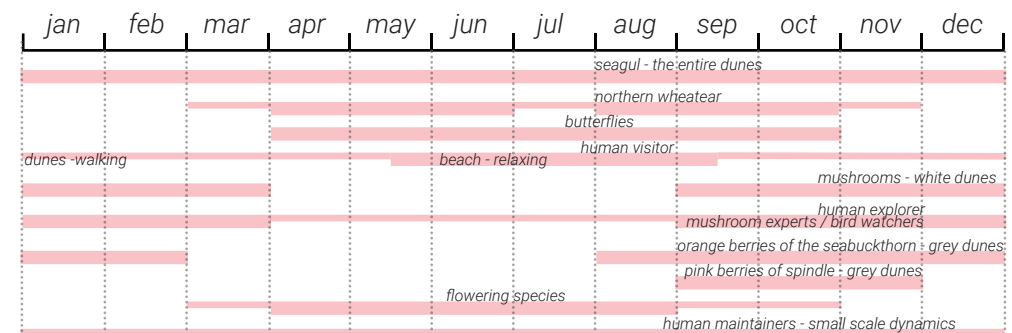 jan feb mar apr may jun jul aug sep oct nov dec
seagul - the entire dunes
northern wheatear
butterflies
human visitor
dunes -walking beach - relaxing
mushrooms - white dunes
human explorer
mushroom experts / bird watchers
orange berries of the seabuckthorn - grey dunes
pink berries of spindle - grey dunes
flowering species
human maintainers - small scale dynamics